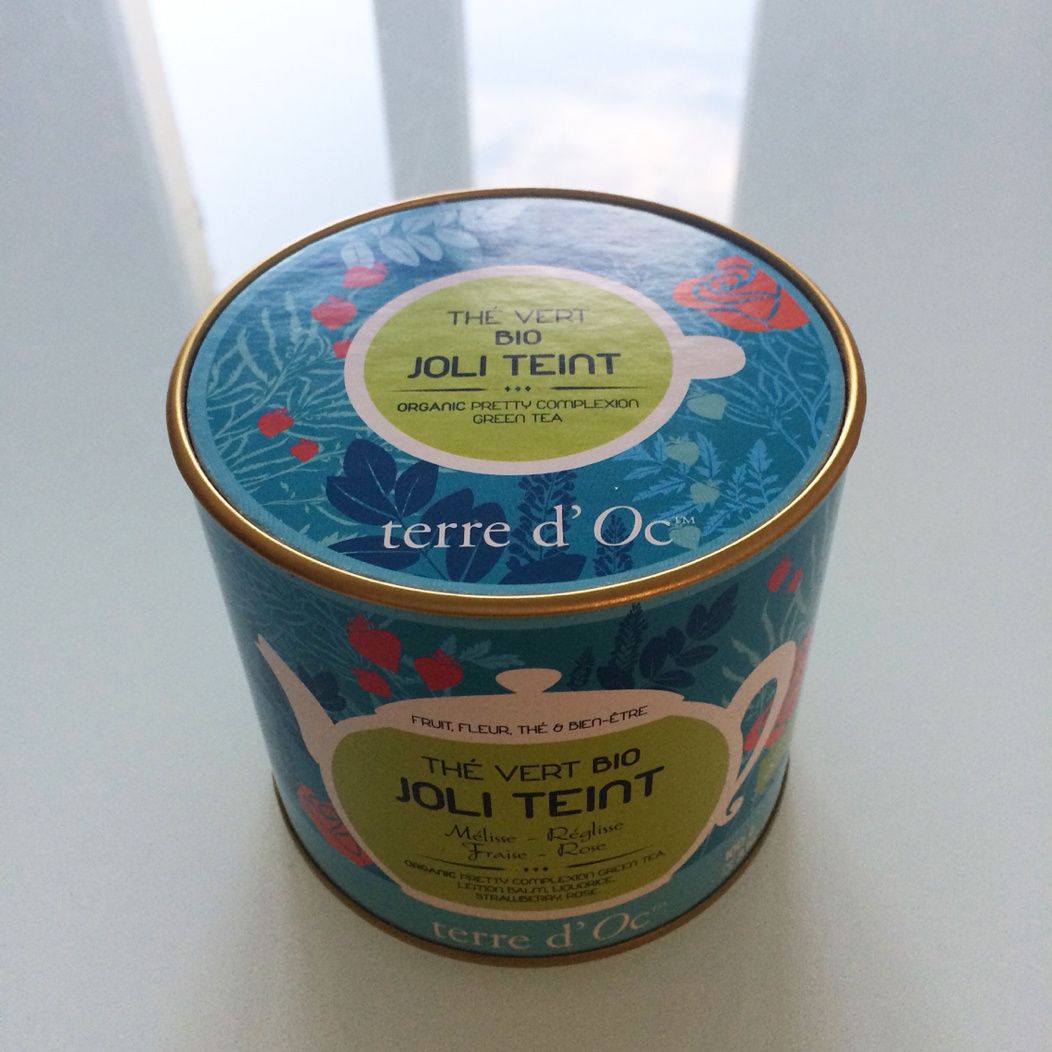 THÉ VERT
BIO
JOLI TEINT
ORGANIC PRETTY COMPLEXION
GREEN TEA
terre d'Oc™
FRUIT, FLEUR, THÉ & BIEN-ÊTRE
THÉ VERT BIO
JOLI TEINT
Mélisse - Réglisse
Fraise - Rose
ORGANIC PRETTY COMPLEXION GREEN TEA
LEMON BALM, LIQUORICE,
STRAWBERRY, ROSE
terre d'Oc™